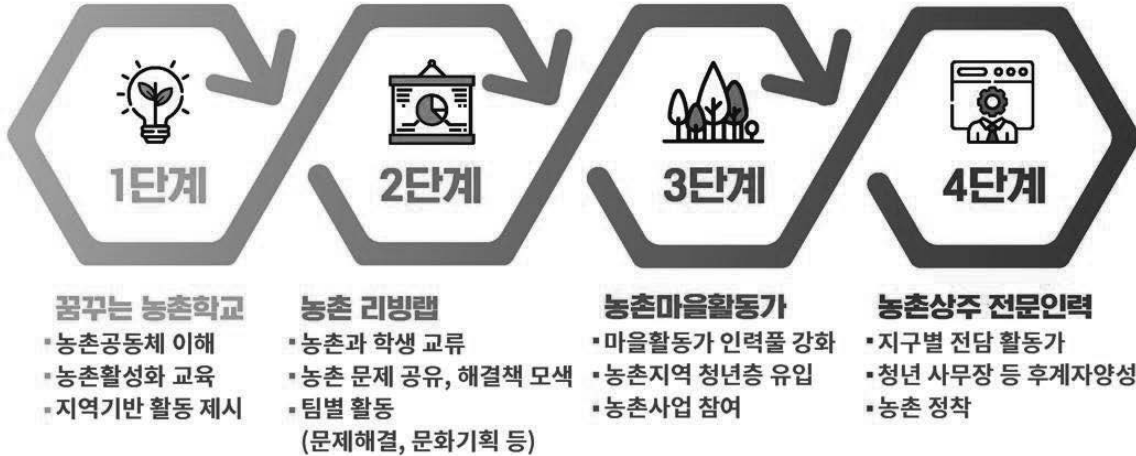 1단계
꿈꾸는 농촌학교
▪ 농촌공동체 이해
▪ 농촌활성화 교육
▪ 지역기반 활동 제시
2단계
농촌 리빙랩
▪ 농촌과 학생 교류
▪ 농촌 문제 공유, 해결책 모색
▪ 팀별 활동
(문제해결, 문화기획 등)
3단계
농촌마을활동가
▪ 마을활동가 인력풀 강화
▪ 농촌지역 청년층 유입
▪ 농촌사업 참여
4단계
농촌상주 전문인력
▪ 지구별 전담 활동가
▪ 청년 사무장 등 후계자양성
▪ 농촌 정착